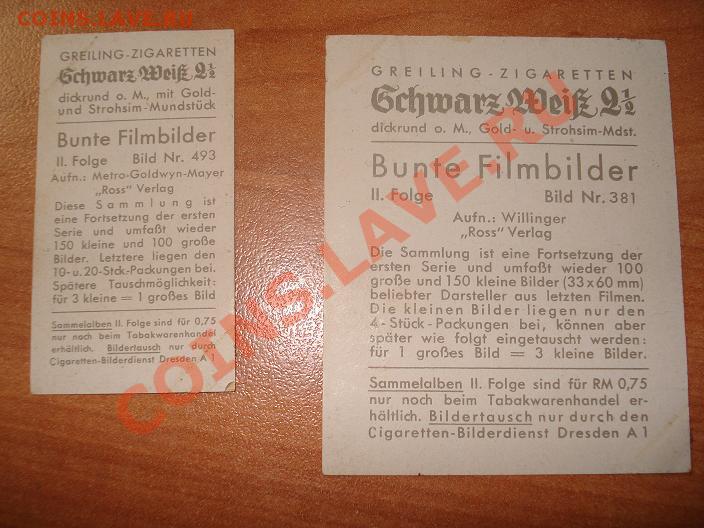 COINS.LAVE.RU
GREILING-ZIGARETTEN
Schwarz-Weiß 2½
dickrund o. M., mit Gold-
und Strohsim-Mundstück
Bunte Filmbilder
II. Folge Bild Nr. 493
Aufn.: Metro-Goldwyn-Mayer
„Ross" Verlag
Diese Sammlung ist
eine Fortsetzung der ersten
Serie und umfaßt wieder
150 kleine und 100 große
Bilder. Letztere liegen den
10- u. 20-Stck-Packungen bei.
Spätere Tauschmöglichkeit:
für 3 kleine = 1 großes Bild
Sammelalben II. Folge sind für 0,75
nur noch beim Tabakwarenhandel
erhältlich. Bildertausch nur durch
Cigaretten-Bilderdienst Dresden A 1
GREILING-ZIGARETTEN
Schwarz-Weiß 2½
dickrund o. M., Gold- u. Strohsim-Mdst.
Bunte Filmbilder
II. Folge Bild Nr. 381
Aufn.: Willinger
„Ross" Verlag
Die Sammlung ist eine Fortsetzung der
ersten Serie und umfaßt wieder 100
große und 150 kleine Bilder (33x60 mm)
beliebter Darsteller aus letzten Filmen.
Die kleinen Bilder liegen nur den
4-Stück-Packungen bei, können aber
später wie folgt eingetauscht werden:
für 1 großes Bild = 3 kleine Bilder.
Sammelalben II. Folge sind für RM 0,75
nur noch beim Tabakwarenhandel er-
hältlich. Bildertausch nur durch den
Cigaretten-Bilderdienst Dresden A 1
COINS.LAVE.RU